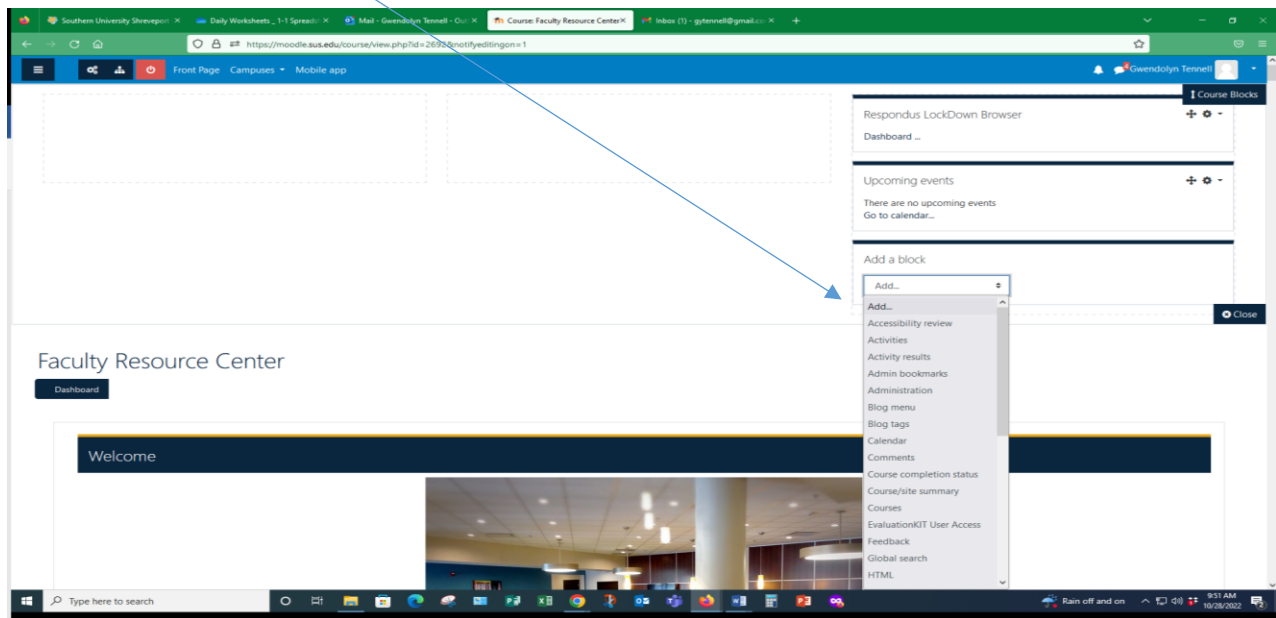 Southern University Shreveport
Daily Worksheets _ 1-1 Spreads
Mail - Gwendolyn Tennell - Out
Course: Faculty Resource Center
Inbox (1) - gytennell@gmail.co
https://moodle.sus.edu/course/view.php?id=2692&notifyeditingon=1
Front Page Campuses Mobile app
Gwendolyn Tennell
Course Blocks
Respondus LockDown Browser
Dashboard ...
Upcoming events
There are no upcoming events
Go to calendar...
Add a block
Add...
Add...
Accessibility review
Activities
Activity results
Admin bookmarks
Administration
Blog menu
Blog tags
Calendar
Comments
Course completion status
Course/site summary
Courses
EvaluationKIT User Access
Feedback
Global search
HTML
Close
Faculty Resource Center
Dashboard
Welcome
Type here to search
Rain off and on
9:51 AM
10/28/2022